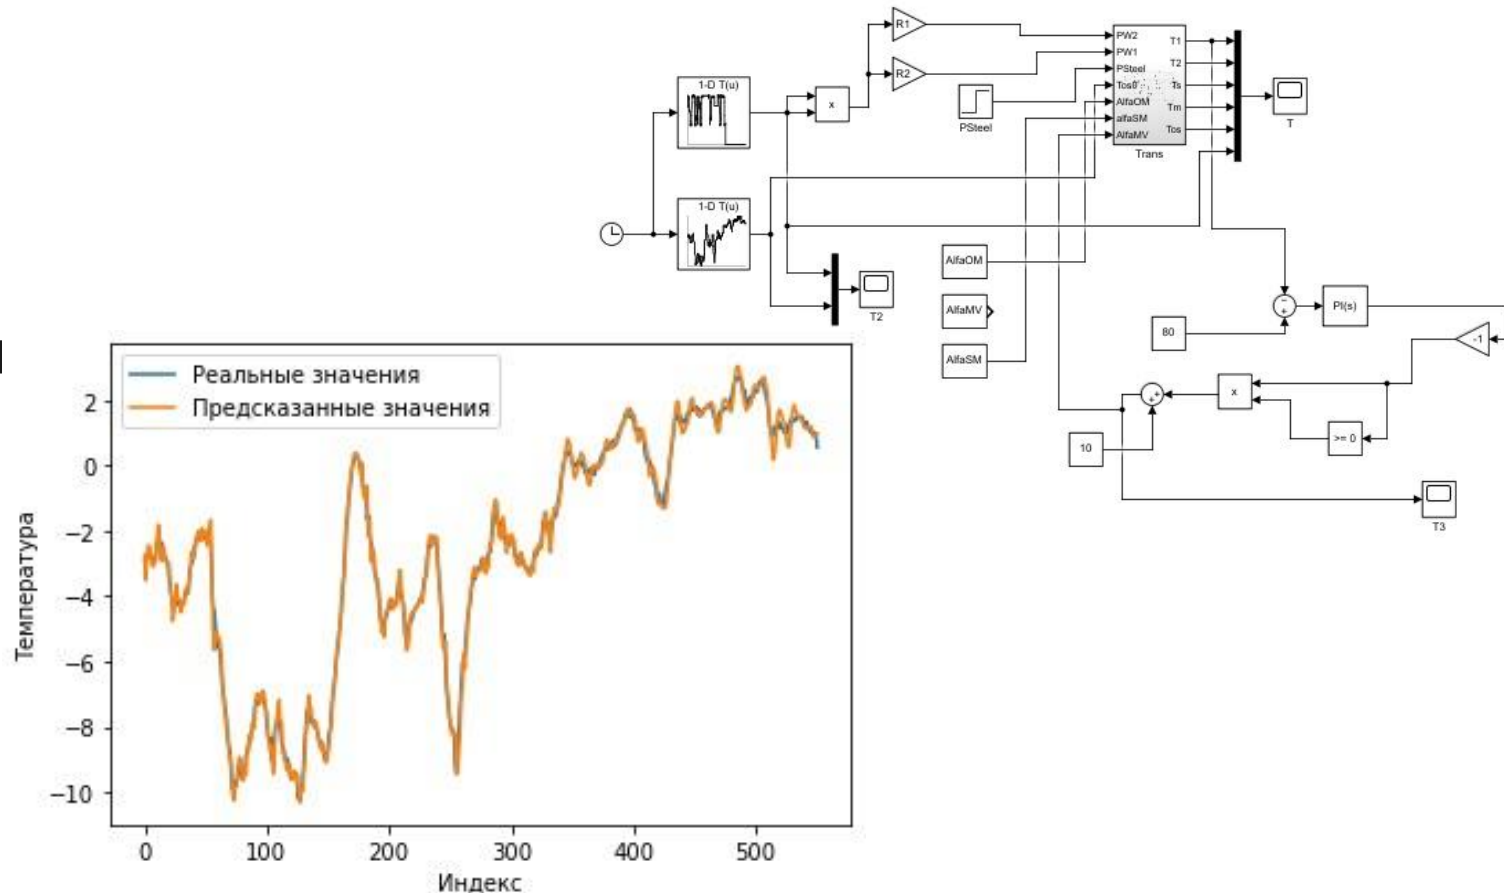 R1
R2
1-D T(u)
x
PSteel
PW2
PW1
PSteel
Tos0
AlfaOM
alfaSM
AlfaMV
T1
T2
Ts
Tm
Tos
Trans
T
1-D T(u)
T2
AlfaOM
AlfaMV
AlfaSM
80
−
+
PI(s)
-1
x
+
+
10
>= 0
T3
Реальные значения
Предсказанные значения
Температура
2
0
−2
−4
−6
−8
−10
0
100
200
300
400
500
Индекс